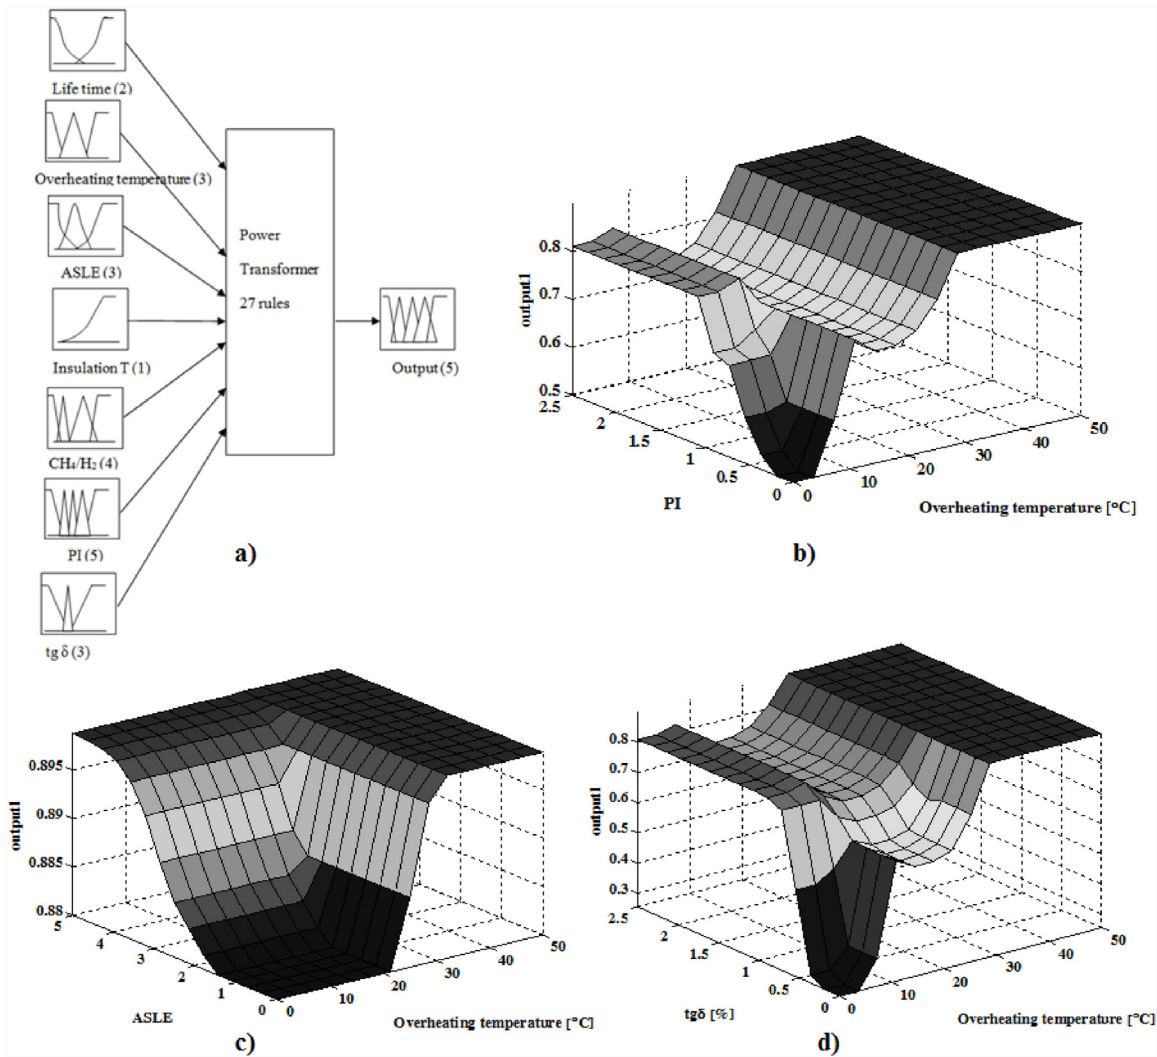 Life time (2)
Overheating temperature (3)
ASLE (3)
Insulation T (1)
CH₄/H₂ (4)
PI (5)
tg δ (3)
Power
Transformer
27 rules
Output (5)
a)
output1
0.8
0.7
0.6
0.5
2.5
2
1.5
1
0.5
0
PI
0
10
20
30
40
50
Overheating temperature [°C]
b)
output1
0.895
0.89
0.885
0.88
5
4
3
2
1
0
ASLE
0
10
20
30
40
50
Overheating temperature [°C]
c)
output1
0.8
0.7
0.6
0.5
0.4
0.3
2.5
2
1.5
1
0.5
0
tgδ [%]
0
10
20
30
40
50
Overheating temperature [°C]
d)